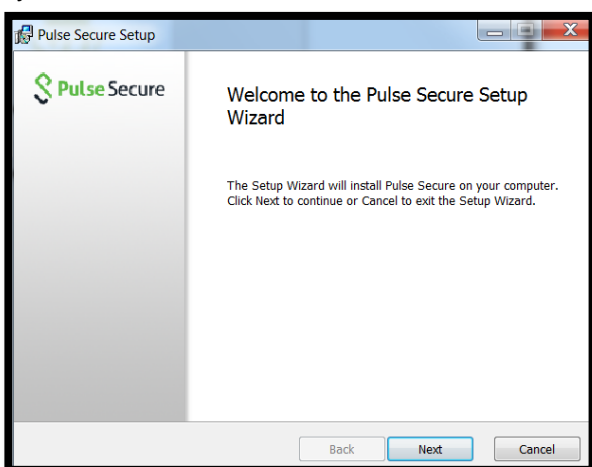 Pulse Secure Setup
Pulse Secure
Welcome to the Pulse Secure Setup
Wizard
The Setup Wizard will install Pulse Secure on your computer.
Click Next to continue or Cancel to exit the Setup Wizard.
Back Next Cancel